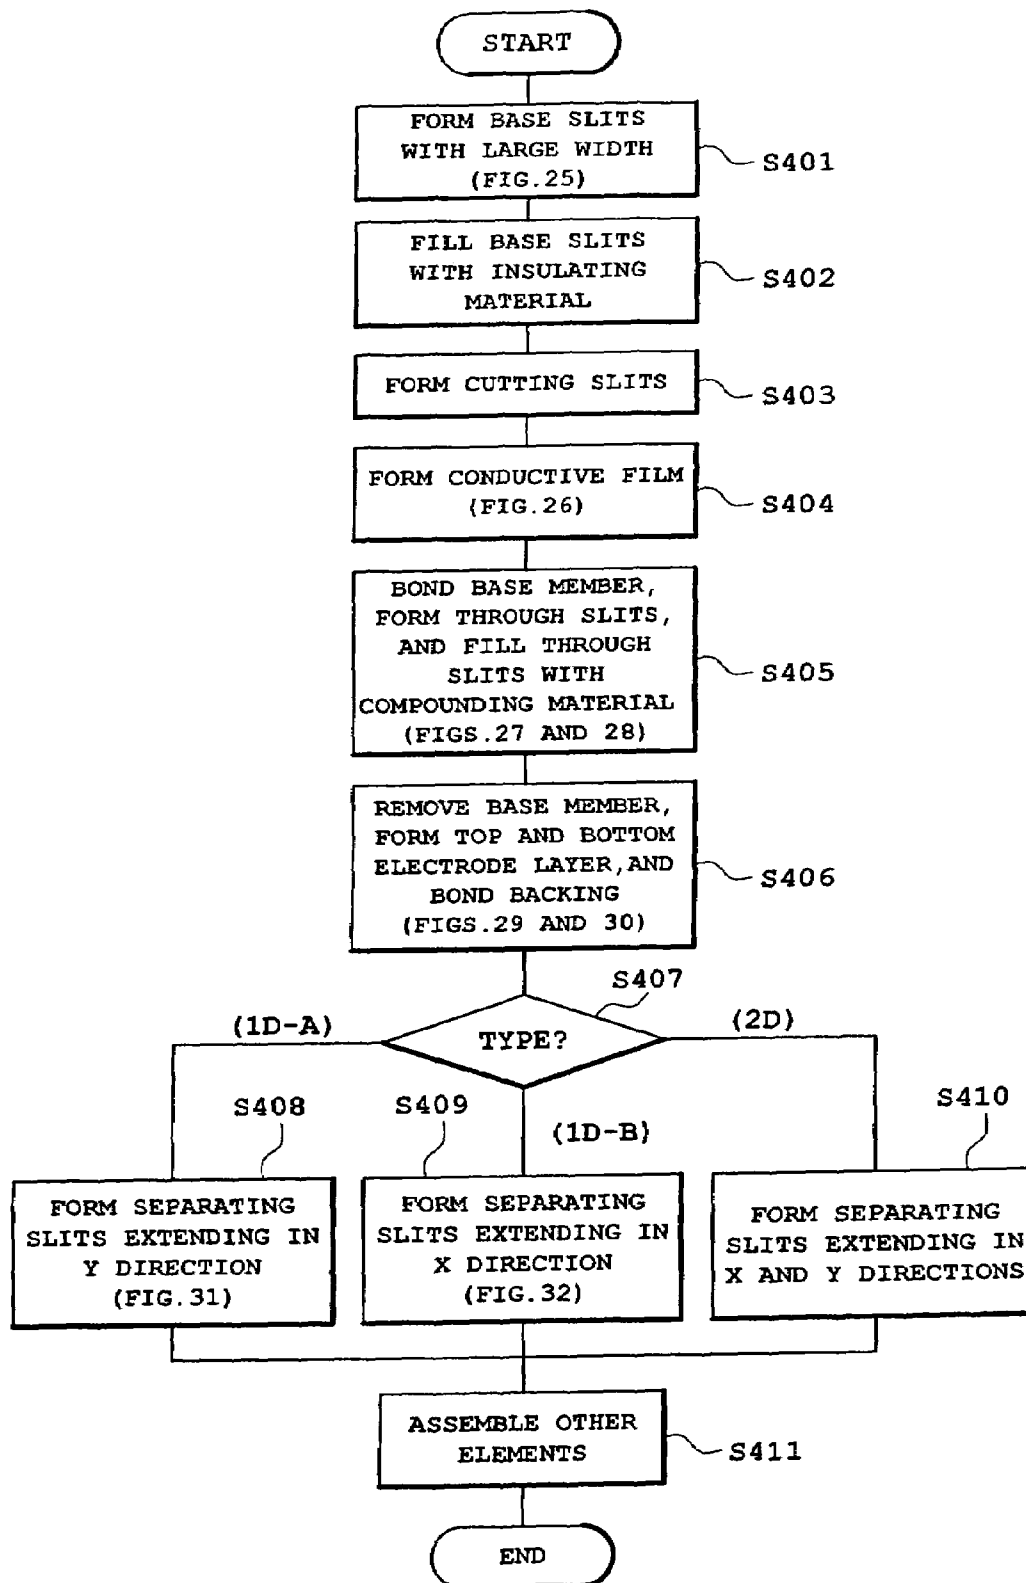 START
FORM BASE SLITS
WITH LARGE WIDTH
(FIG.25)
S401
FILL BASE SLITS
WITH INSULATING
MATERIAL
S402
FORM CUTTING SLITS
S403
FORM CONDUCTIVE FILM
(FIG.26)
S404
BOND BASE MEMBER,
FORM THROUGH SLITS,
AND FILL THROUGH
SLITS WITH
COMPOUNDING MATERIAL
(FIGS.27 AND 28)
S405
REMOVE BASE MEMBER,
FORM TOP AND BOTTOM
ELECTRODE LAYER,AND
BOND BACKING
(FIGS.29 AND 30)
S406
S407
TYPE?
(1D-A)
(2D)
(1D-B)
S408
FORM SEPARATING
SLITS EXTENDING IN
Y DIRECTION
(FIG.31)
S409
FORM SEPARATING
SLITS EXTENDING IN
X DIRECTION
(FIG.32)
S410
FORM SEPARATING
SLITS EXTENDING IN
X AND Y DIRECTIONS
ASSEMBLE OTHER
ELEMENTS
S411
END